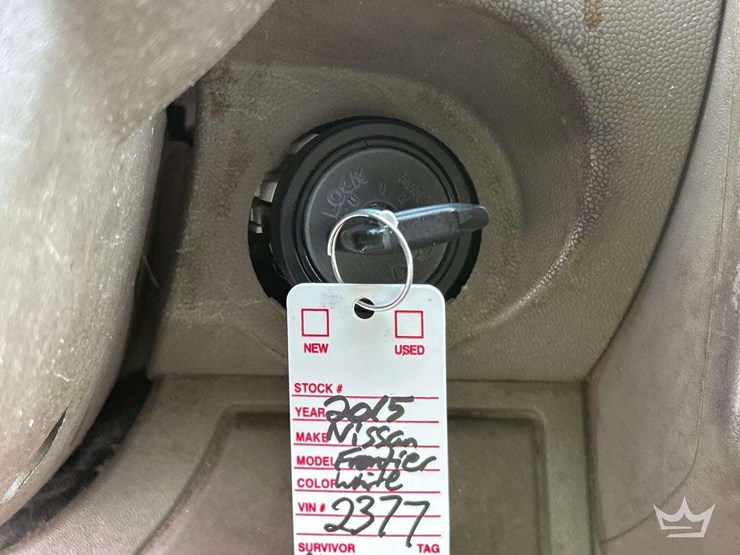 LOCK
NEW USED
STOCK #
YEAR 2015
MAKE Nissan
MODEL Frontier
COLOR white
VIN # 2377
SURVIVOR TAG